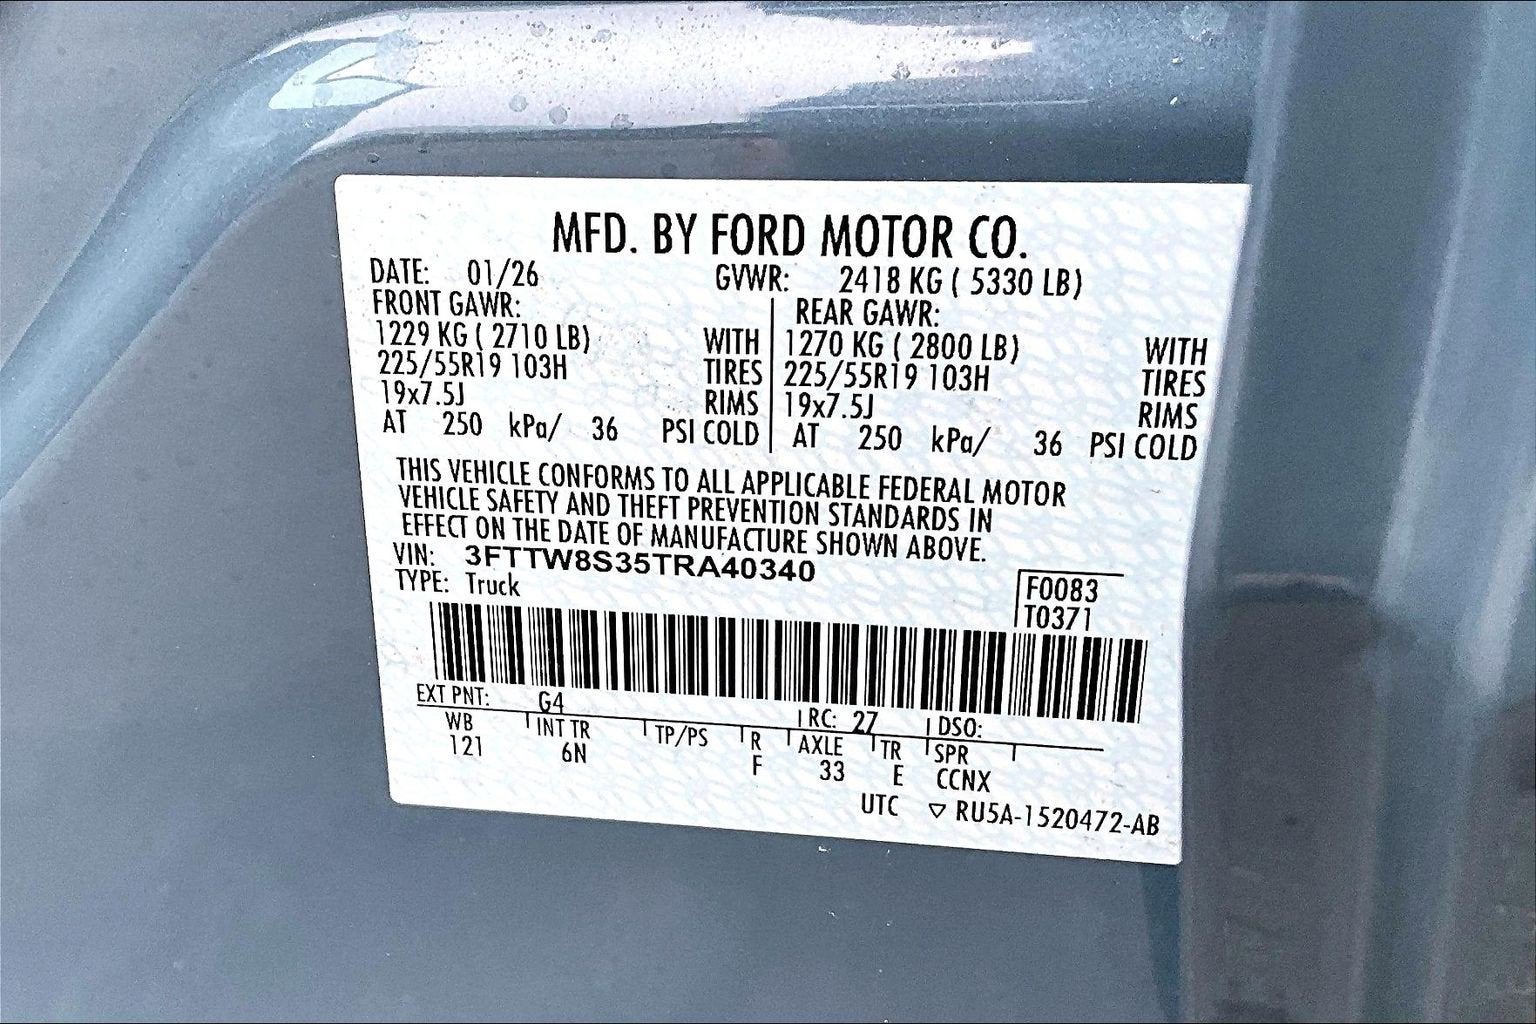 MFD. BY FORD MOTOR CO.
DATE: 01/26 GVWR: 2418 KG ( 5330 LB)
FRONT GAWR: REAR GAWR:
1229 KG ( 2710 LB) WITH 1270 KG ( 2800 LB) WITH
225/55R19 103H TIRES 225/55R19 103H TIRES
19x7.5J RIMS 19x7.5J RIMS
AT 250 kPa/ 36 PSI COLD AT 250 kPa/ 36 PSI COLD
THIS VEHICLE CONFORMS TO ALL APPLICABLE FEDERAL MOTOR
VEHICLE SAFETY AND THEFT PREVENTION STANDARDS IN
EFFECT ON THE DATE OF MANUFACTURE SHOWN ABOVE.
VIN: 3FTTW8S35TRA40340
TYPE: Truck F0083
T0371
EXT PNT: G4 RC: 27 DSO:
WB INT TR TP/PS R AXLE TR SPR
121 6N F 33 E CCNX
UTC ▽ RU5A-1520472-AB